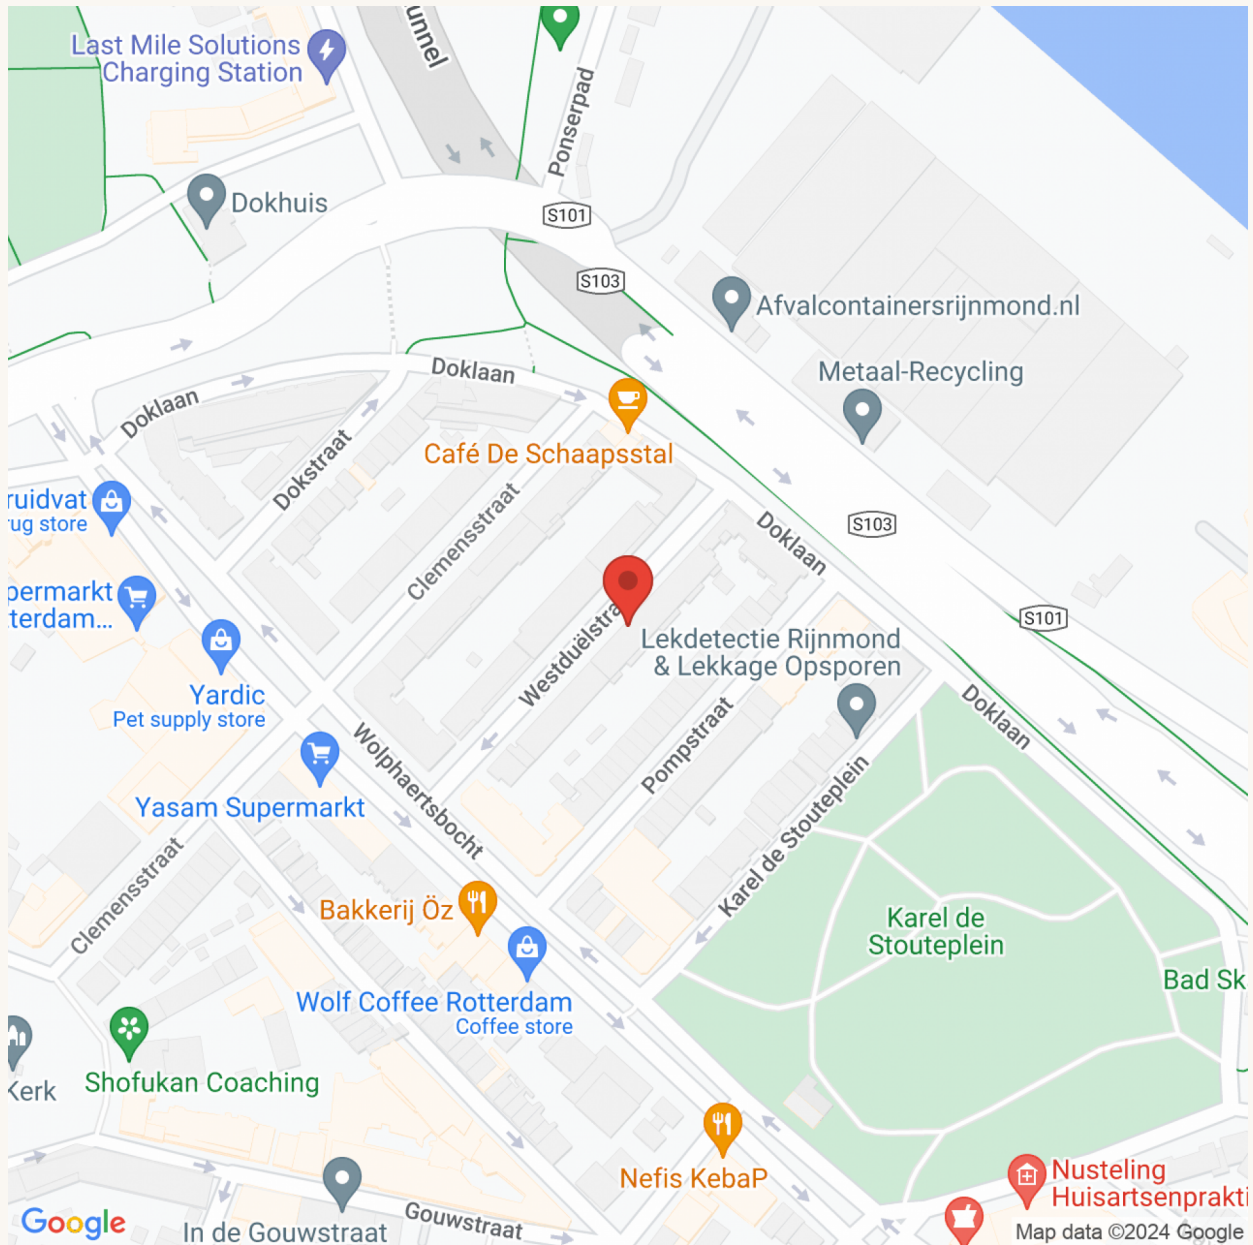 unnel
Last Mile Solutions
Charging Station
Ponserpad
Dokhuis
S101
S103
Afvalcontainersrijnmond.nl
Doklaan
Metaal-Recycling
Doklaan
Café De Schaapsstal
Dokstraat
ruidvat
rug store
Clemensstraat
S103
Doklaan
permarkt
terdam...
Westduëlstra
S101
Lekdetectie Rijnmond
& Lekkage Opsporen
Yardic
Pet supply store
Doklaan
Wolphaertsbocht
Pompstraat
Yasam Supermarkt
Karel de Stouteplein
Clemensstraat
Bakkerij Öz
Karel de
Stouteplein
Bad Sk
Wolf Coffee Rotterdam
Coffee store
Kerk
Shofukan Coaching
Nefis KebaP
Nusteling
Huisartsenprakti
Google
In de Gouwstraat
Gouwstraat
Map data ©2024 Google